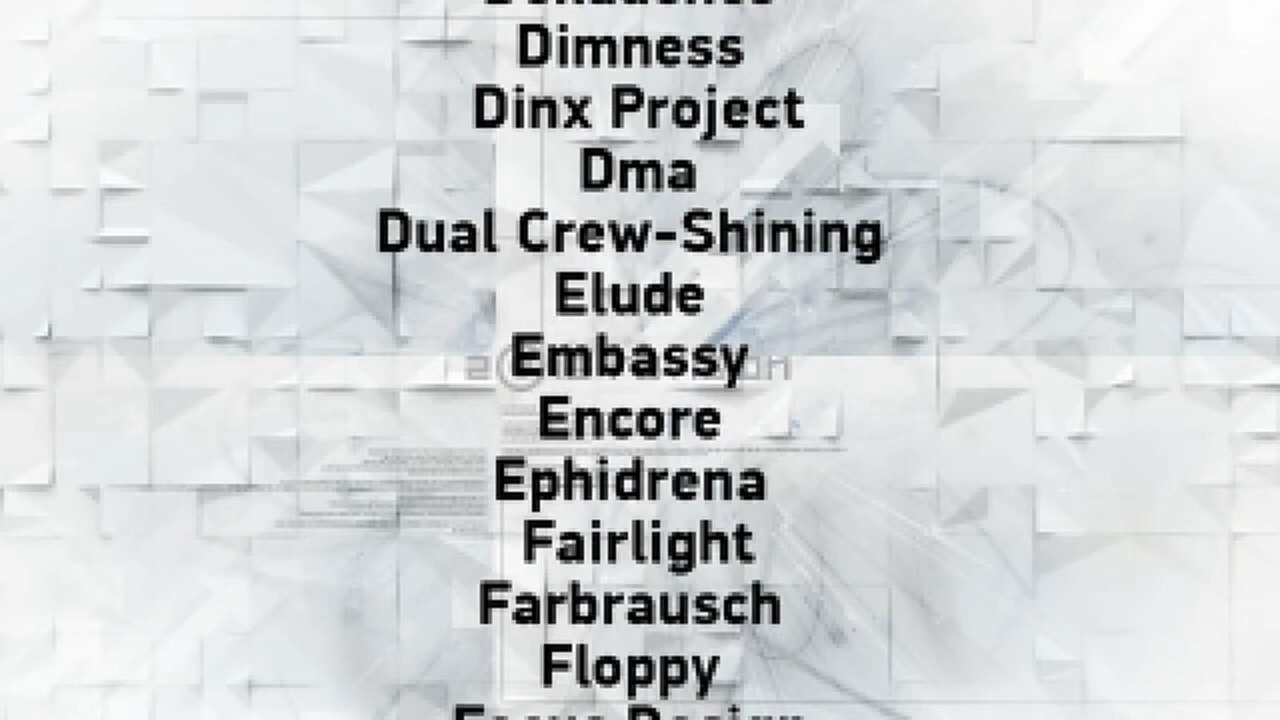 Dimness
Dinx Project
Dma
Dual Crew-Shining
Elude
Embassy
Encore
Ephidrena
Fairlight
Farbrausch
Floppy